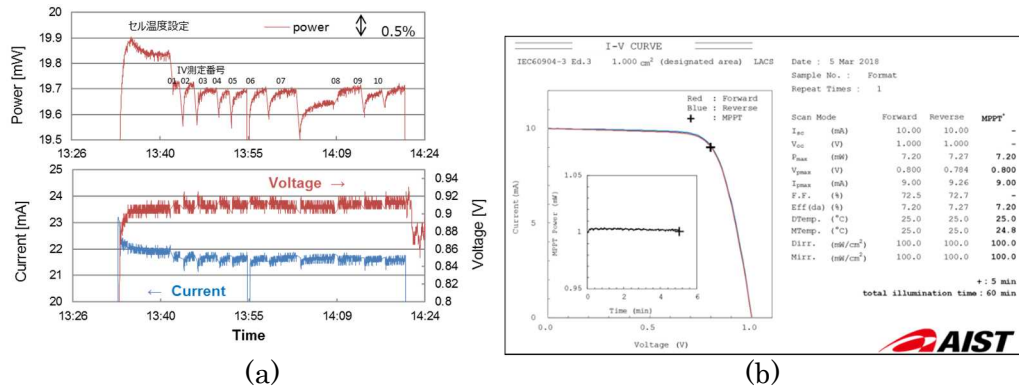 20
セル温度設定
power
0.5%
19.9
19.8
IV測定番号
01 02 03 04 05 06 07 08 09 10
19.7
19.6
19.5
Power [mW]
13:26 13:40 13:55 14:09 14:24
25
24
23
22
21
20
Current [mA]
Voltage →
← Current
0.94
0.92
0.9
0.88
0.86
0.84
0.82
0.8
Voltage [V]
13:26 13:40 13:55 14:09 14:24
Time
(a)
I-V CURVE
IEC60904-3 Ed.3 1.000 cm² (designated area) LACS
Date : 5 Mar 2018
Sample No. : Format
Repeat Times : 1
Red : Forward
Blue : Reverse
+ : MPPT
10
5
0
Current (mA)
0.0 0.5 1.0
Voltage (V)
1.05
1
0.95
MPPT Power (mW)
0 2 4 6
Time (min)
Scan Mode Forward Reverse MPPT*
Isc (mA) 10.00 10.00 -
Voc (V) 1.000 1.000 -
Pmax (mW) 7.20 7.27 7.20
Vpmax (V) 0.800 0.784 0.800
Ipmax (mA) 9.00 9.26 9.00
F.F. (%) 72.5 72.7 -
Eff(da) (%) 7.20 7.27 7.20
DTemp. (°C) 25.0 25.0 25.0
MTemp. (°C) 25.0 25.0 24.8
Dirr. (mW/cm²) 100.0 100.0 100.0
Mirr. (mW/cm²) 100.0 100.0 100.0
+ : 5 min
total illumination time : 60 min
AIST
(b)